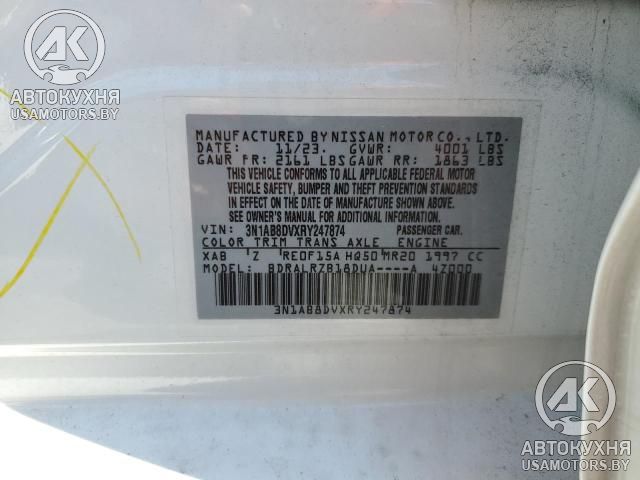 АК
АВТОКУХНЯ
USAMOTORS.BY
MANUFACTURED BY NISSAN MOTOR CO., LTD.
DATE: 11/23. GVWR: 4001 LBS
GAWR FR: 2161 LBS GAWR RR: 1863 LBS
THIS VEHICLE CONFORMS TO ALL APPLICABLE FEDERAL MOTOR
VEHICLE SAFETY, BUMPER AND THEFT PREVENTION STANDARDS
IN EFFECT ON THE DATE OF MANUFACTURE SHOWN ABOVE.
SEE OWNER'S MANUAL FOR ADDITIONAL INFORMATION.
VIN: 3N1AB8DVXRY247874 PASSENGER CAR.
COLOR TRIM TRANS AXLE ENGINE
XAB 'Z 'RE0F15A HQ50'MR20 1997 CC
BDRALRZB18DUA----A 4Z000
3N1AB8DVXRY247874
АК
АВТОКУХНЯ
USAMOTORS.BY